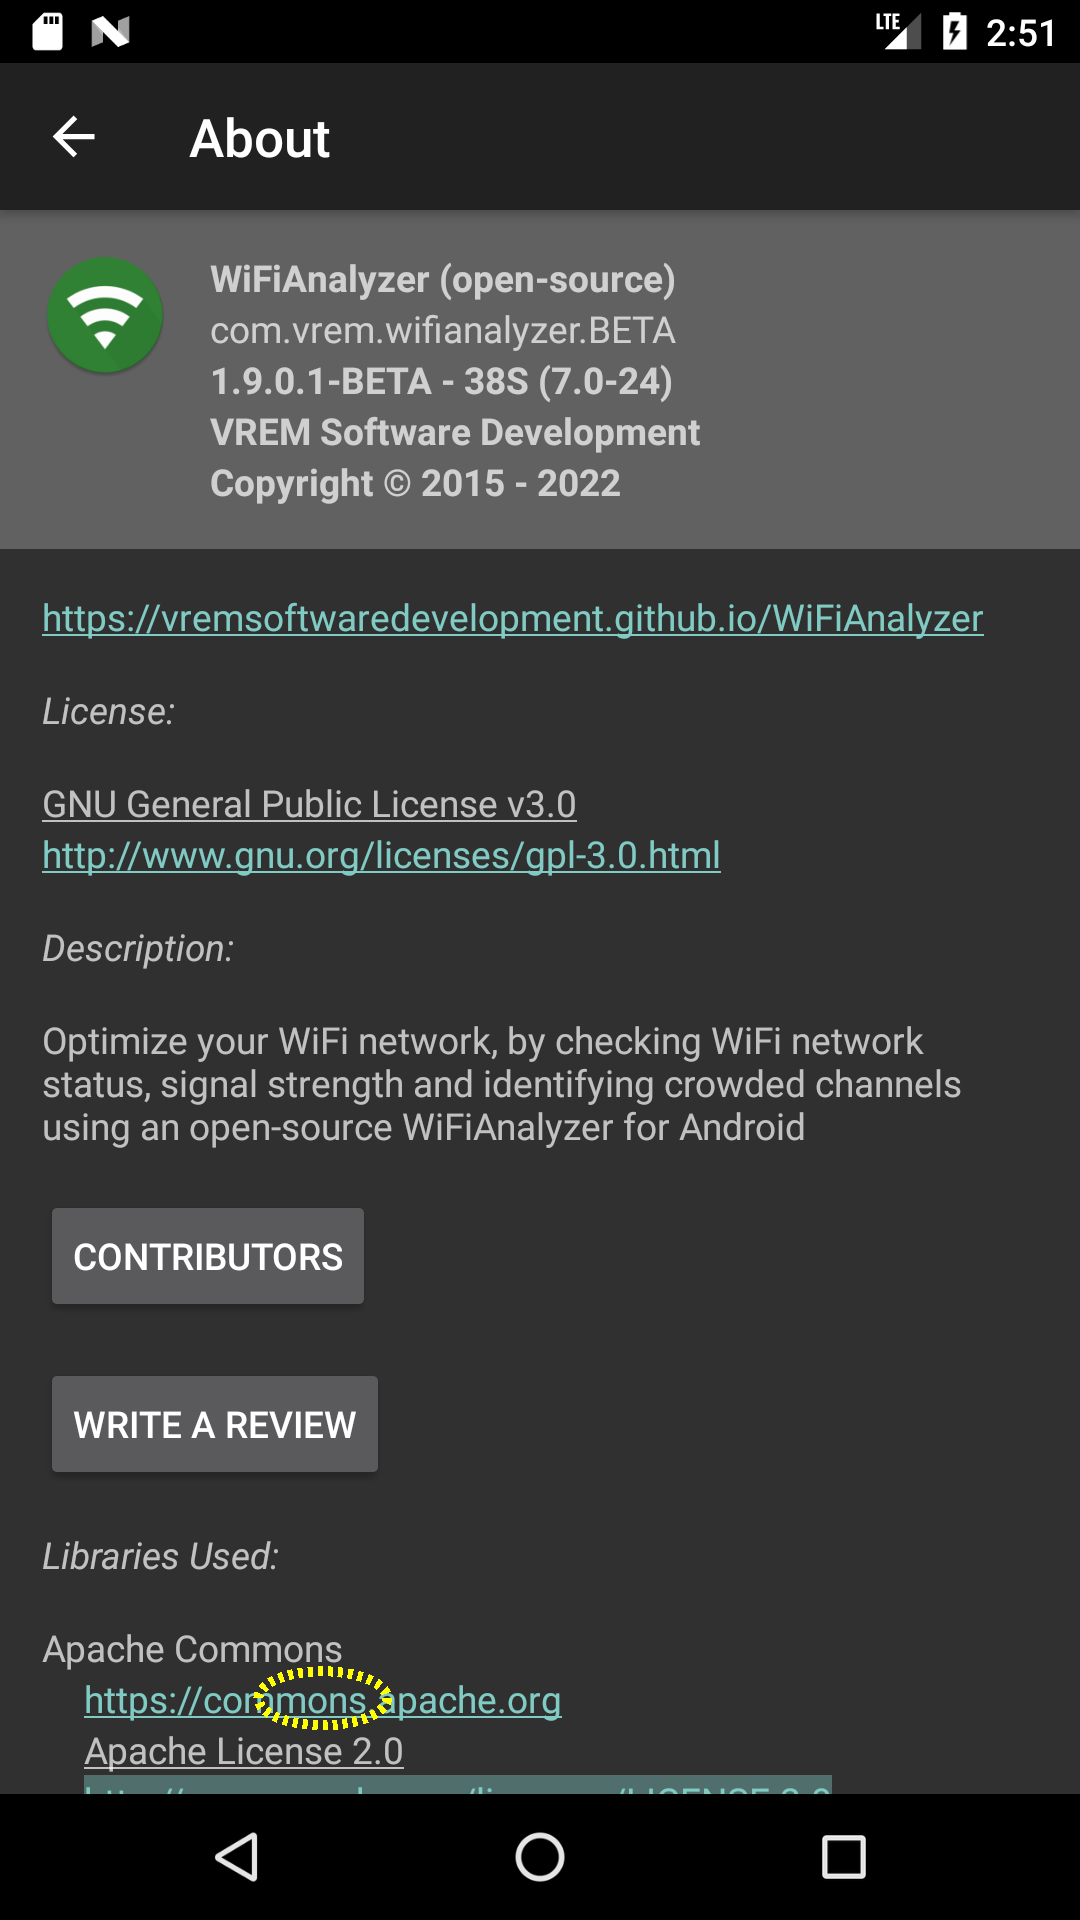 LTE 2:51
About
WiFiAnalyzer (open-source)
com.vrem.wifianalyzer.BETA
1.9.0.1-BETA - 38S (7.0-24)
VREM Software Development
Copyright © 2015 - 2022
https://vremsoftwaredevelopment.github.io/WiFiAnalyzer
License:
GNU General Public License v3.0
http://www.gnu.org/licenses/gpl-3.0.html
Description:
Optimize your WiFi network, by checking WiFi network
status, signal strength and identifying crowded channels
using an open-source WiFiAnalyzer for Android
CONTRIBUTORS
WRITE A REVIEW
Libraries Used:
Apache Commons
https://commons.apache.org
Apache License 2.0